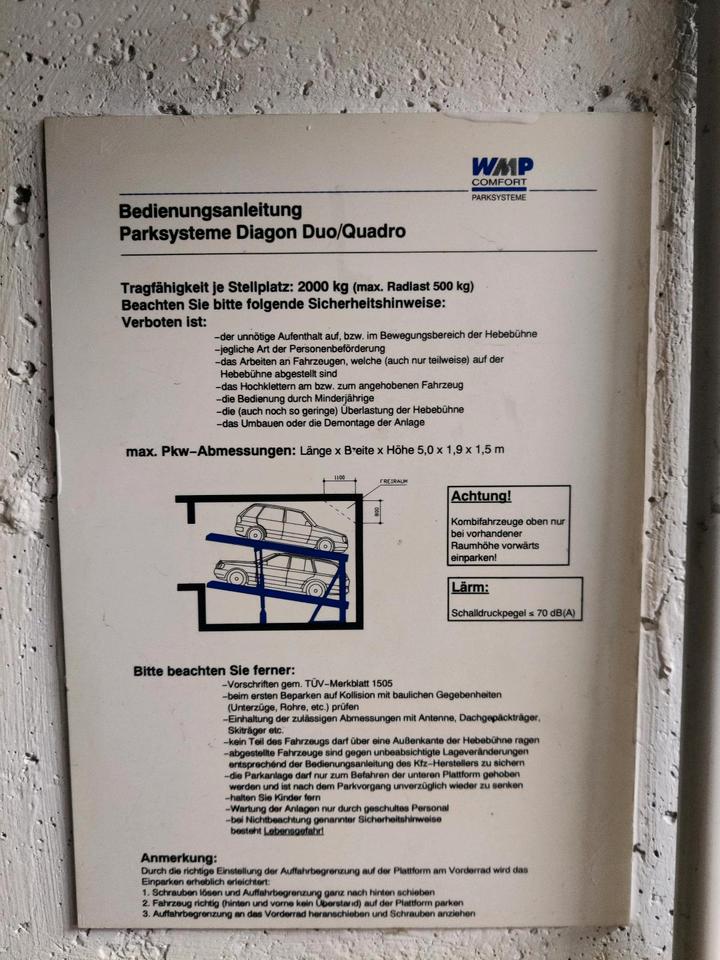 WMP
COMFORT
PARKSYSTEME
Bedienungsanleitung
Parksysteme Diagon Duo/Quadro
Tragfähigkeit je Stellplatz: 2000 kg (max. Radlast 500 kg)
Beachten Sie bitte folgende Sicherheitshinweise:
Verboten ist:
-der unnötige Aufenthalt auf, bzw. im Bewegungsbereich der Hebebühne
-jegliche Art der Personenbeförderung
-das Arbeiten an Fahrzeugen, welche (auch nur teilweise) auf der
Hebebühne abgestellt sind
-das Hochklettern am bzw. zum angehobenen Fahrzeug
-die Bedienung durch Minderjährige
-die (auch noch so geringe) Überlastung der Hebebühne
-das Umbauen oder die Demontage der Anlage
max. Pkw-Abmessungen: Länge x Breite x Höhe 5,0 x 1,9 x 1,5 m
1100
FREIRAUM
800
Achtung!
Kombifahrzeuge oben nur
bei vorhandener
Raumhöhe vorwärts
einparken!
Lärm:
Schalldruckpegel ≤ 70 dB(A)
Bitte beachten Sie ferner:
-Vorschriften gem. TÜV-Merkblatt 1505
-beim ersten Beparken auf Kollision mit baulichen Gegebenheiten
(Unterzüge, Rohre, etc.) prüfen
-Einhaltung der zulässigen Abmessungen mit Antenne, Dachgepäckträger,
Skiträger etc.
-kein Teil des Fahrzeugs darf über eine Außenkante der Hebebühne ragen
-abgestellte Fahrzeuge sind gegen unbeabsichtigte Lageveränderungen
entsprechend der Bedienungsanleitung des Kfz-Herstellers zu sichern
-die Parkanlage darf nur zum Befahren der unteren Plattform gehoben
werden und ist nach dem Parkvorgang unverzüglich wieder zu senken
-halten Sie Kinder fern
-Wartung der Anlagen nur durch geschultes Personal
-bei Nichtbeachtung genannter Sicherheitshinweise
besteht Lebensgefahr!
Anmerkung:
Durch die richtige Einstellung der Auffahrbegrenzung auf der Plattform am Vorderrad wird das
Einparken erheblich erleichtert:
1. Schrauben lösen und Auffahrbegrenzung ganz nach hinten schieben
2. Fahrzeug richtig (hinten und vorne kein Überstand) auf der Plattform parken
3. Auffahrbegrenzung an das Vorderrad heranschieben und Schrauben anziehen